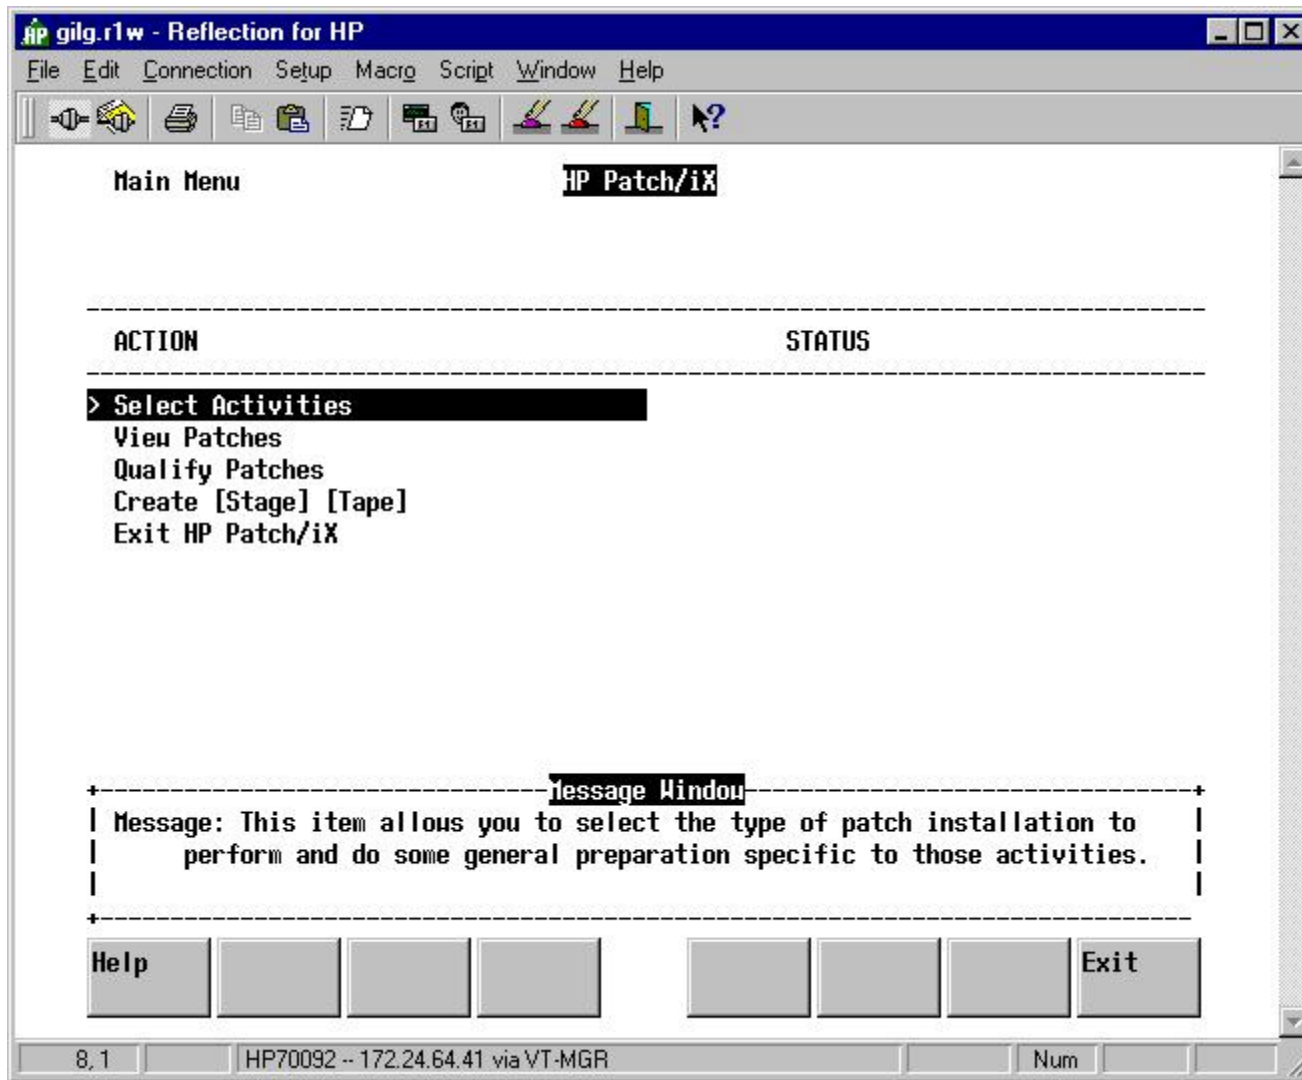 gilg.r1w - Reflection for HP
File Edit Connection Setup Macro Script Window Help
Main Menu HP Patch/iX
ACTION STATUS
> Select Activities
View Patches
Qualify Patches
Create [Stage] [Tape]
Exit HP Patch/iX
Message Window
Message: This item allows you to select the type of patch installation to
perform and do some general preparation specific to those activities.
Help Exit
8, 1 HP70092 -- 172.24.64.41 via VT-MGR Num